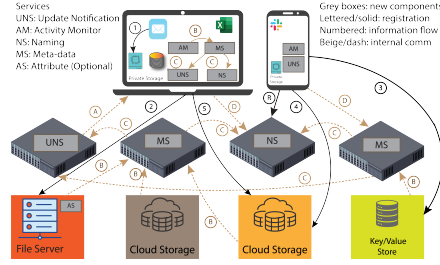 Services
UNS: Update Notification
AM: Activity Monitor
NS: Naming
MS: Meta-data
AS: Attribute (Optional)
Grey boxes: new components
Lettered/solid: registration
Numbered: information flow
Beige/dash: internal comm
1
B
AM
MS
C
C
UNS
NS
Private Storage
AM
UNS
3
A
2
5
D
R
4
D
C
C
C
UNS
MS
NS
MS
B
B
B
C
B
AS
File Server
Cloud Storage
Cloud Storage
Key/Value
Store